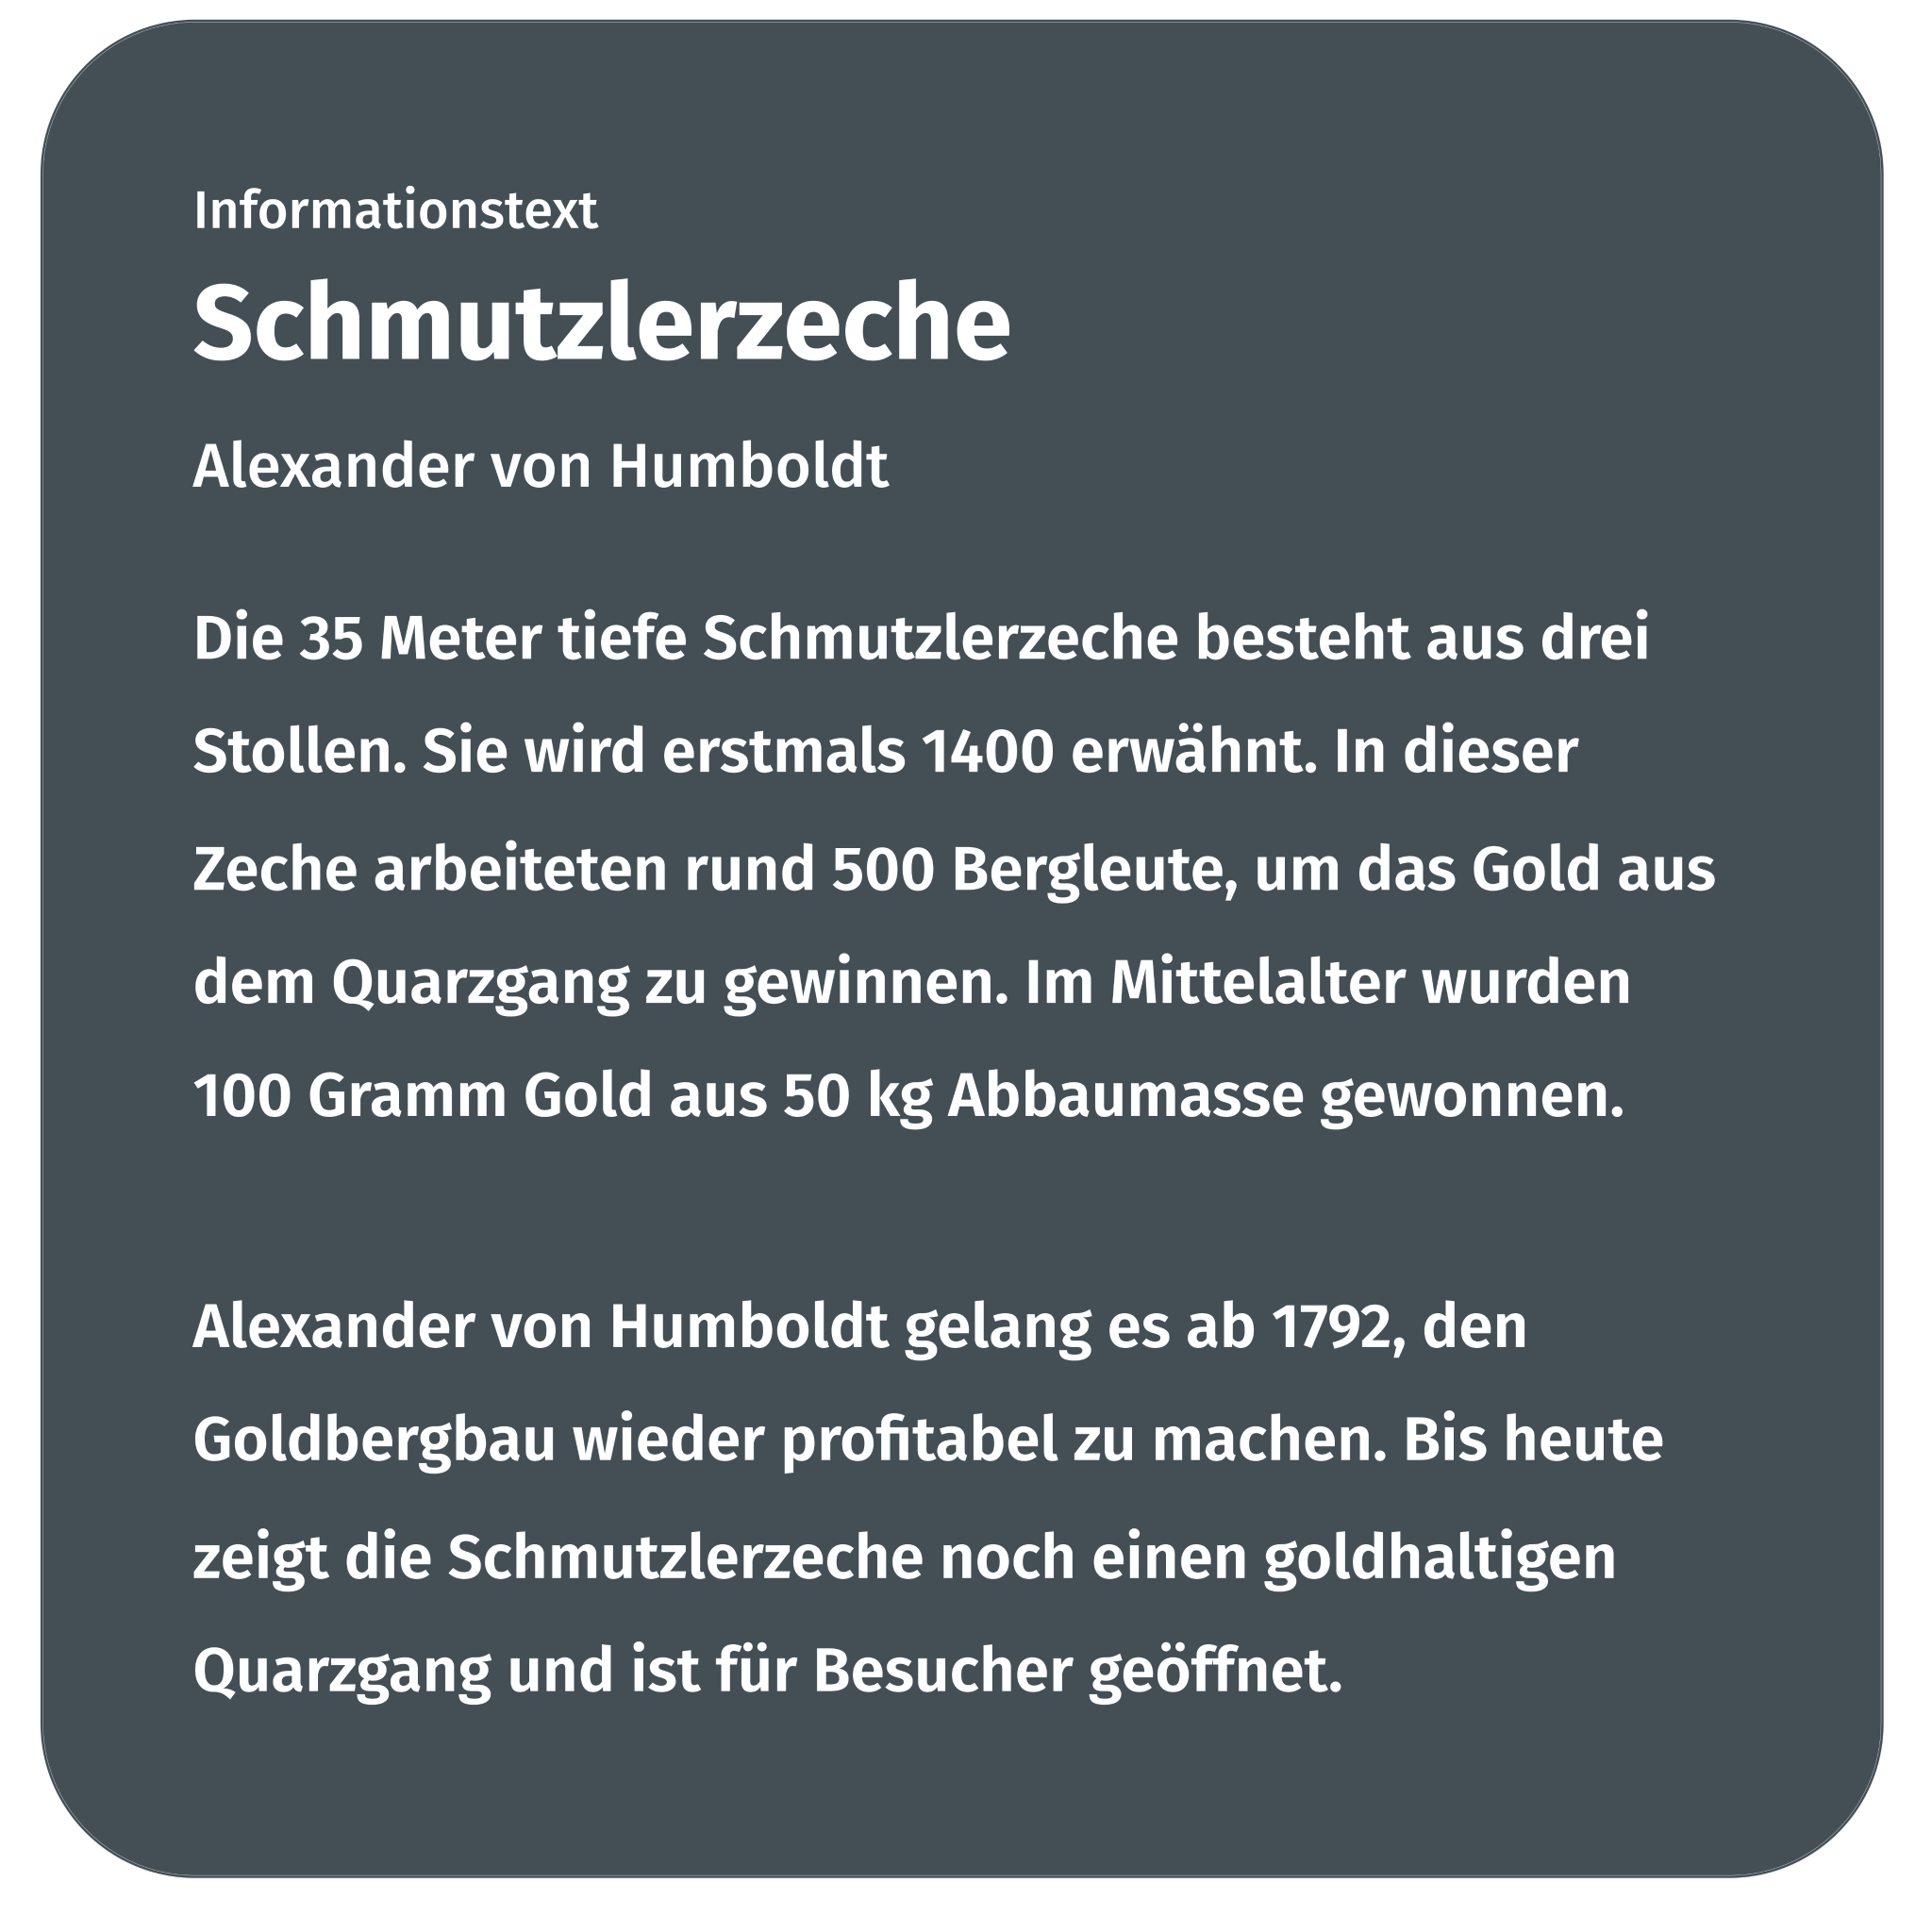 Informationstext
Schmutzlerzeche
Alexander von Humboldt
Die 35 Meter tiefe Schmutzlerzeche besteht aus drei
Stollen. Sie wird erstmals 1400 erwähnt. In dieser
Zeche arbeiteten rund 500 Bergleute, um das Gold aus
dem Quarzgang zu gewinnen. Im Mittelalter wurden
100 Gramm Gold aus 50 kg Abbaumasse gewonnen.
Alexander von Humboldt gelang es ab 1792, den
Goldbergbau wieder profitabel zu machen. Bis heute
zeigt die Schmutzlerzeche noch einen goldhaltigen
Quarzgang und ist für Besucher geöffnet.